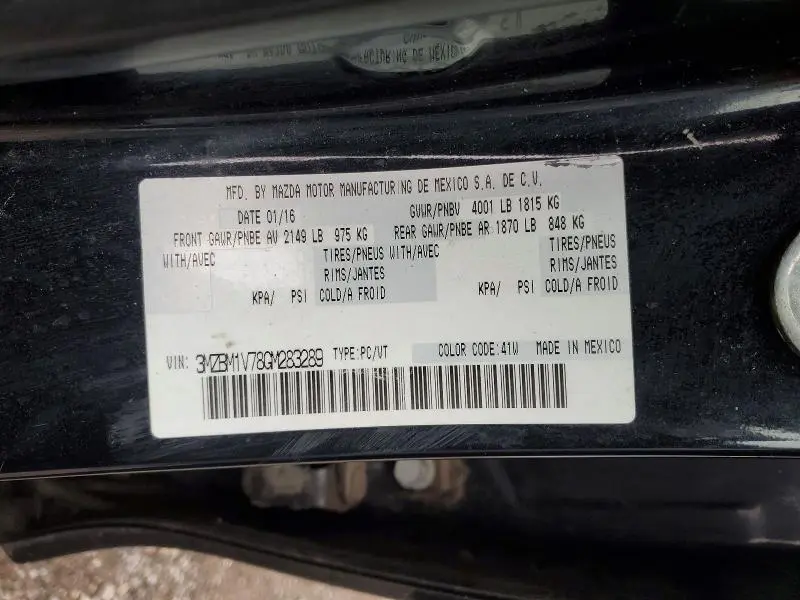 MFD. BY MAZDA MOTOR MANUFACTURING DE MEXICO S.A. DE C.V.
DATE 01/16 GVWR/PNBV 4001 LB 1815 KG
FRONT GAWR/PNBE AV 2149 LB 975 KG REAR GAWR/PNBE AR 1870 LB 848 KG
WITH/AVEC TIRES/PNEUS WITH/AVEC TIRES/PNEUS
RIMS/JANTES RIMS/JANTES
KPA/ PSI COLD/A FROID KPA/ PSI COLD/A FROID
VIN: 3MZBM1V78GM283289 TYPE:PC/VT COLOR CODE:41W MADE IN MEXICO